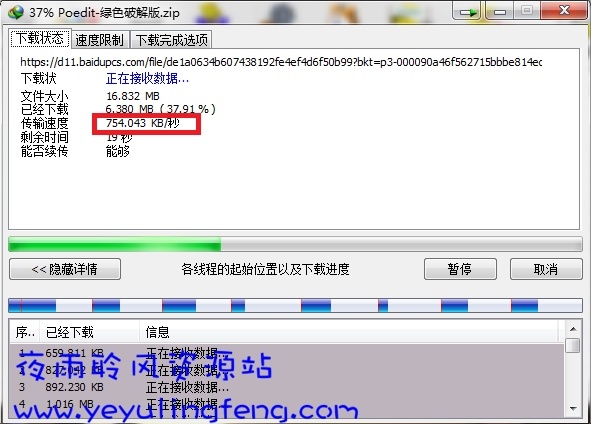 37% Poedit-绿色破解版.zip
下载状态 速度限制 下载完成选项
https://d11.baidupcs.com/file/de1a0634b607438192fe4ef4d6f50b99?bkt=p3-000090a46f562715bbbe814ec
下载状 正在接收数据...
文件大小 16.832 MB
已经下载 6.380 MB ( 37.91 % )
传输速度 754.043 KB/秒
剩余时间 19 秒
能否续传 能够
<< 隐藏详情 各线程的起始位置以及下载进度 暂停 取消
序.. 已经下载 信息
1 659.811 KB 正在接收数据...
2 827.042 KB 正在接收数据...
3 892.230 KB 正在接收数据...
4 1.016 MB 正在接收数据...
夜雨聆风资源站
www.yeyulingfeng.com